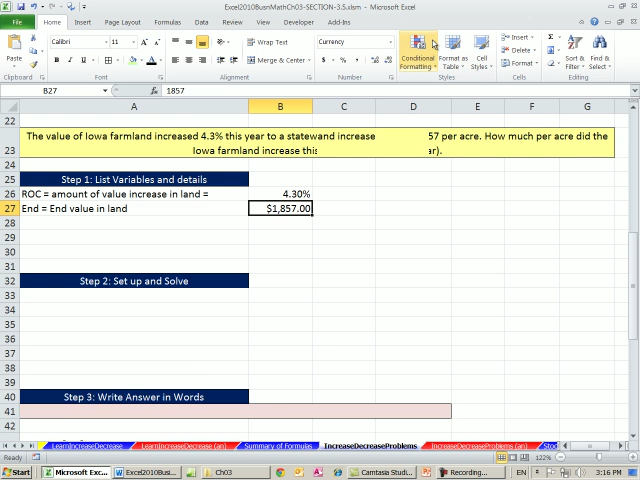 Excel2010BusnMathCh03-SECTION-3.5.xlsm - Microsoft Excel
File Home Insert Page Layout Formulas Data Review View Developer Add-Ins
Calibri 11 Wrap Text Currency Insert
Paste B I U Merge & Center $ % , Conditional Formatting Format as Table Cell Styles Delete Format Sort & Filter Find & Select
Clipboard Font Alignment Number Styles Cells Editing
B27 fx 1857
A B C D E F G
22
The value of Iowa farmland increased 4.3% this year to a statewand increase 57 per acre. How much per acre did the
23 Iowa farmland increase this ar).
24
25 Step 1: List Variables and details
26 ROC = amount of value increase in land = 4.30%
27 End = End value in land $1,857.00
28
29
30
31
32 Step 2: Set up and Solve
33
34
35
36
37
38
39
40 Step 3: Write Answer in Words
41
42
LearnIncreaseDecrease LearnIncreaseDecrease (an) Summary of Formulas IncreaseDecreaseProblems IncreaseDecreaseProblems (an) Stoc
Ready 122%
Start Microsoft Exc... Excel2010Busi... Ch03 Camtasia Studi... Recording... EN 3:16 PM